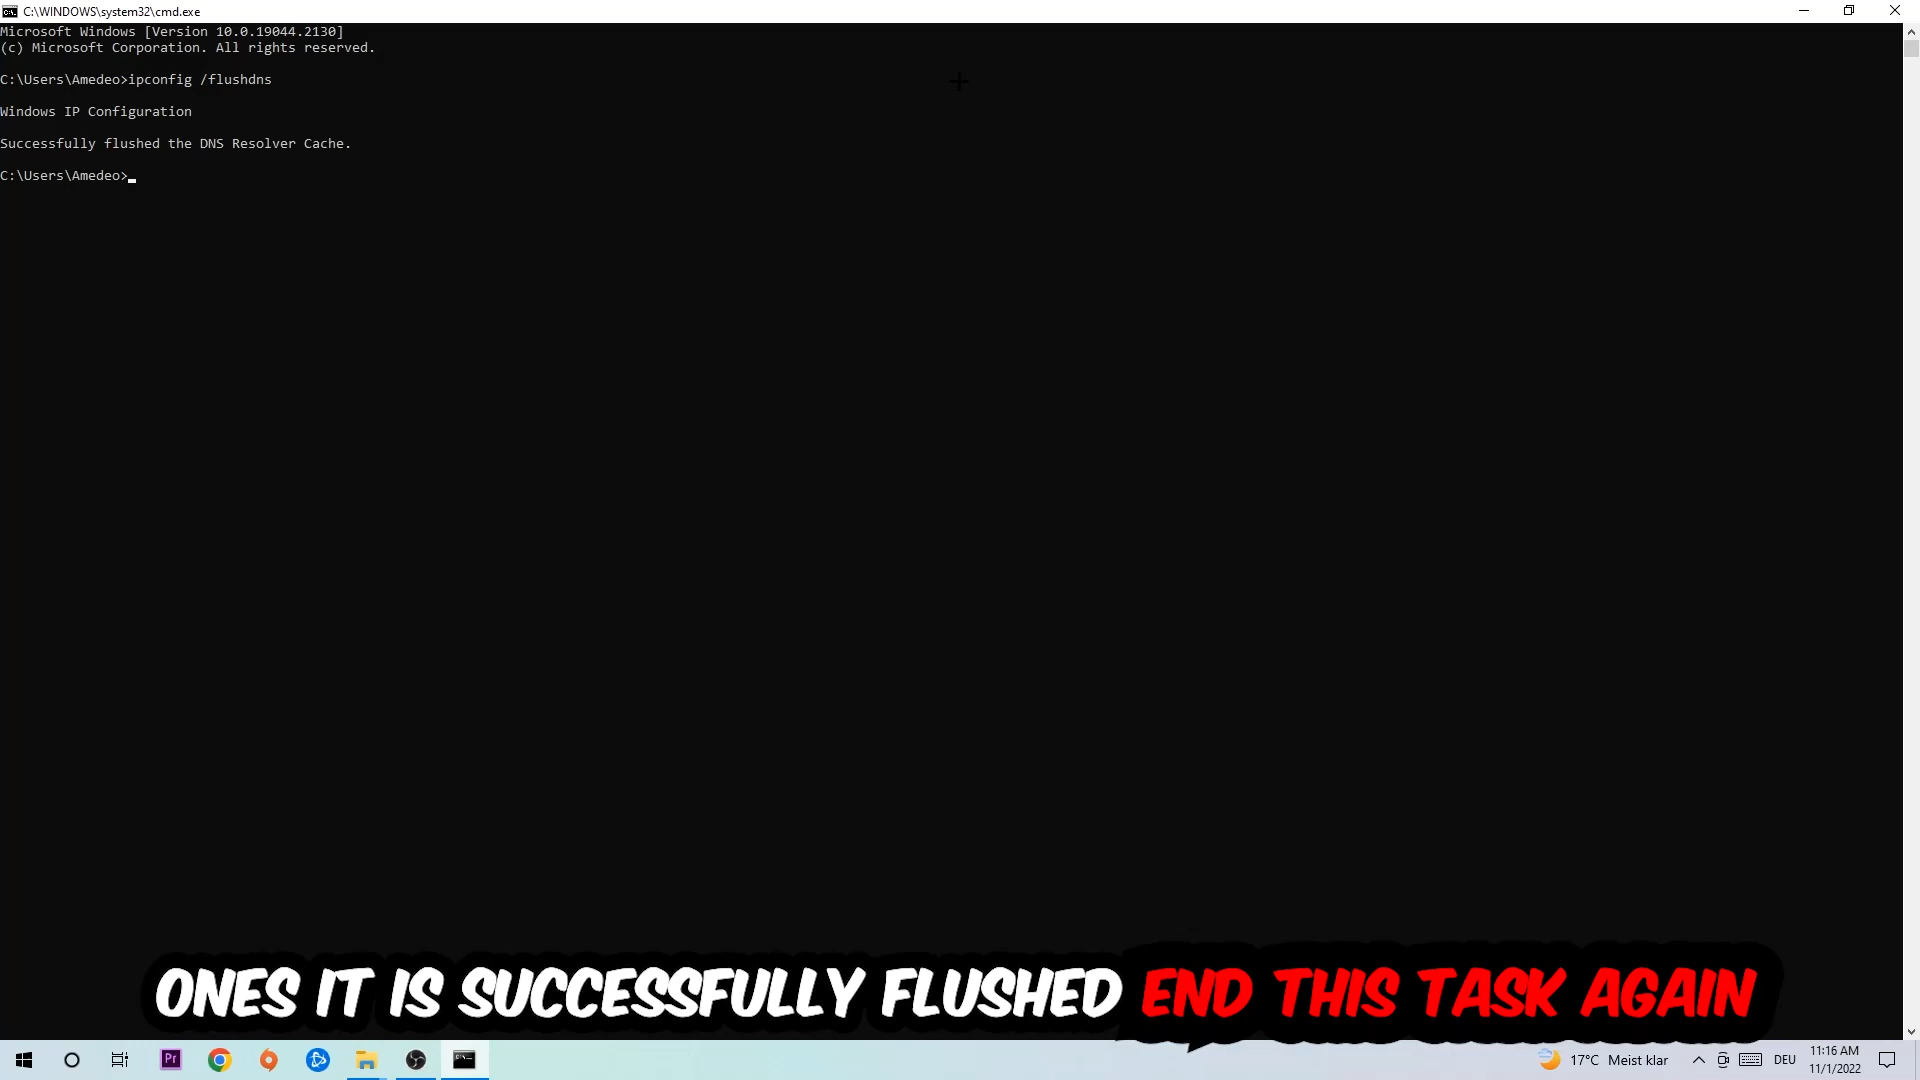 C:\WINDOWS\system32\cmd.exe
Microsoft Windows [Version 10.0.19044.2130]
(c) Microsoft Corporation. All rights reserved.
C:\Users\Amedeo>ipconfig /flushdns
Windows IP Configuration
Successfully flushed the DNS Resolver Cache.
C:\Users\Amedeo>
ONES IT IS SUCCESSFULLY FLUSHED END THIS TASK AGAIN
Pr
17°C Meist klar
DEU
11:16 AM
11/1/2022